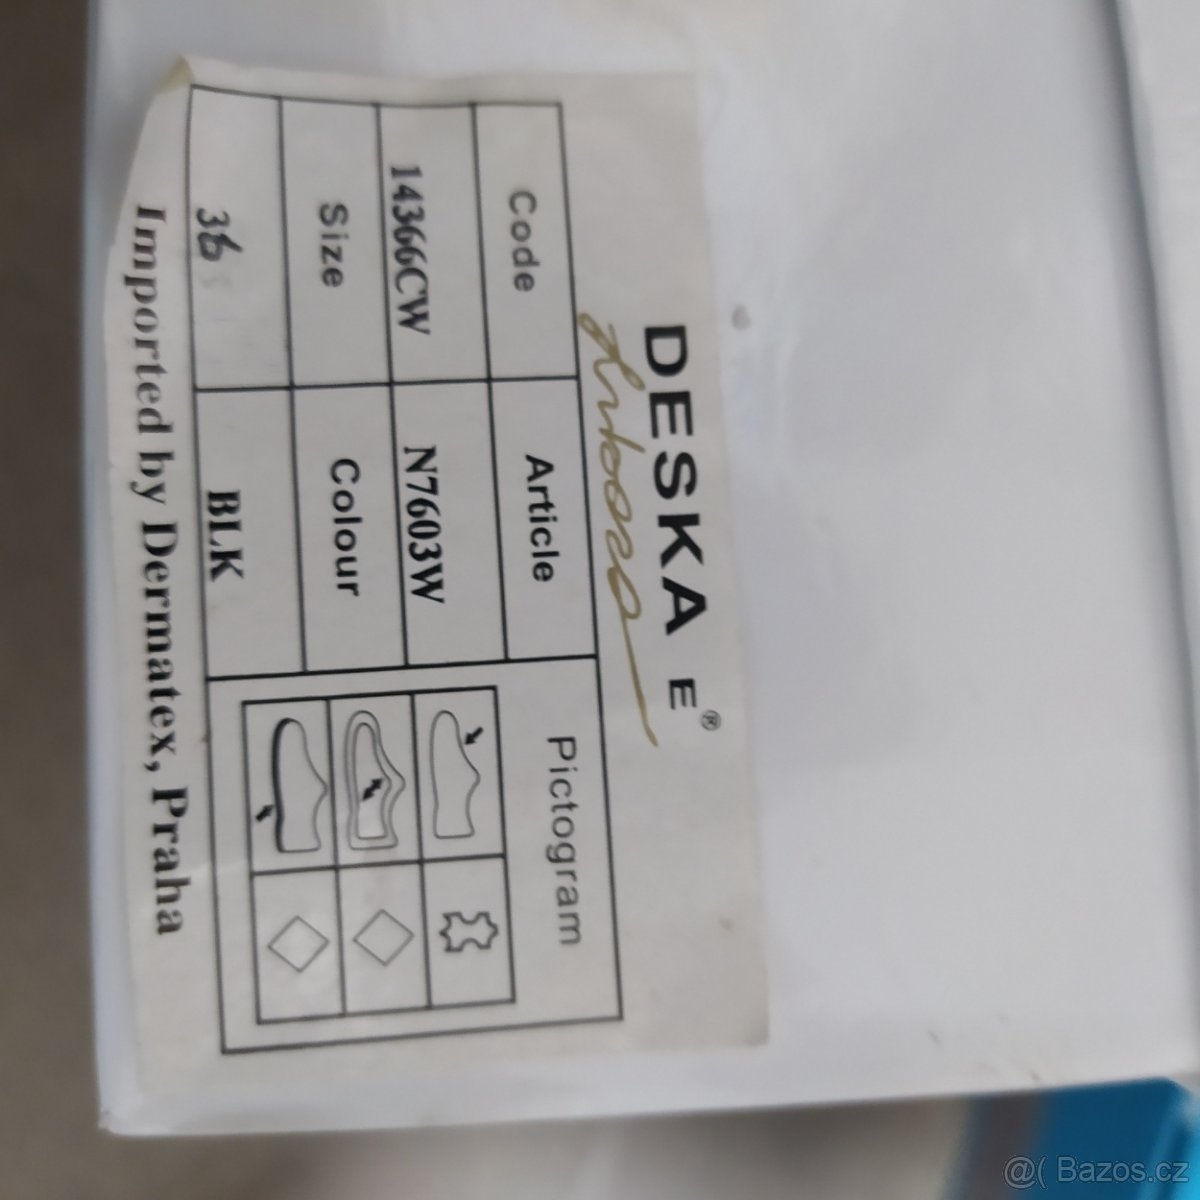 DESKA E®
Code Article Pictogram
14366CW N7603W
Size Colour
36 BLK
Imported by Dermatex, Praha
@( Bazos.cz